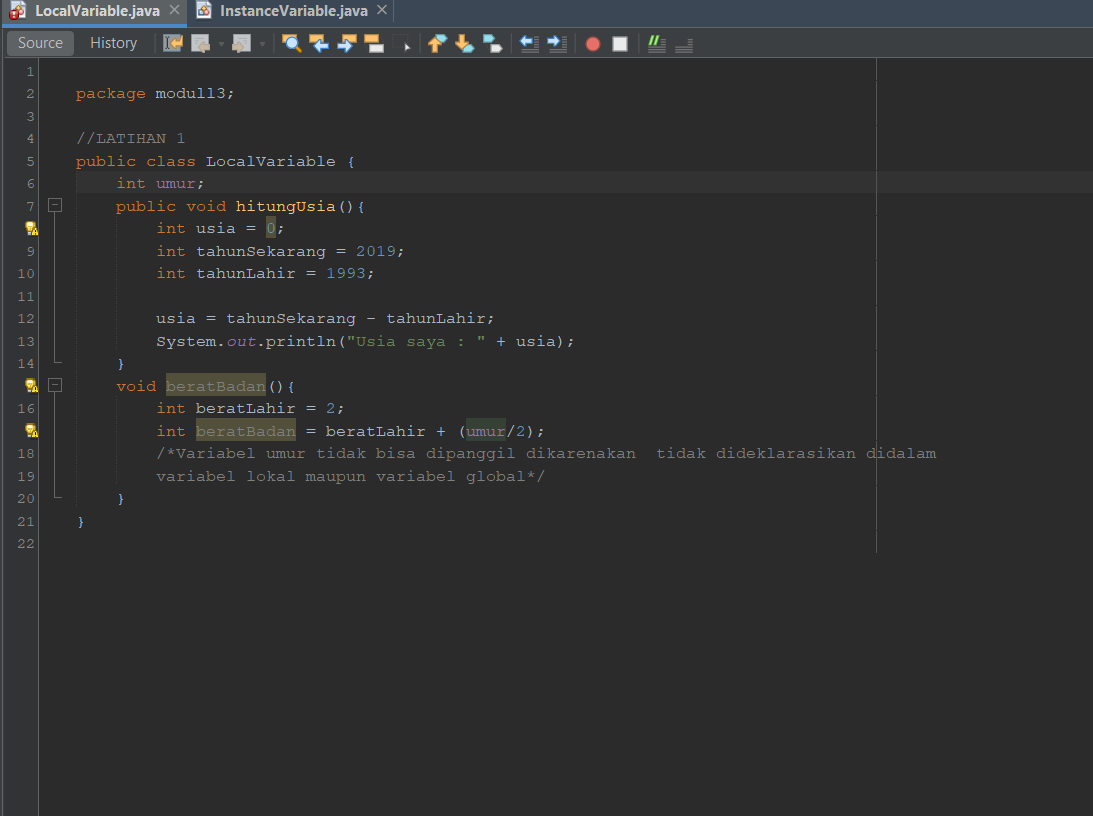 LocalVariable.java InstanceVariable.java
Source History
1
2 package modull3;
3
4 //LATIHAN 1
5 public class LocalVariable {
6 int umur;
7 public void hitungUsia(){
int usia = 0;
9 int tahunSekarang = 2019;
10 int tahunLahir = 1993;
11
12 usia = tahunSekarang - tahunLahir;
13 System.out.println("Usia saya : " + usia);
14 }
void beratBadan(){
16 int beratLahir = 2;
int beratBadan = beratLahir + (umur/2);
18 /*Variabel umur tidak bisa dipanggil dikarenakan  tidak dideklarasikan didalam
19 variabel lokal maupun variabel global*/
20 }
21 }
22